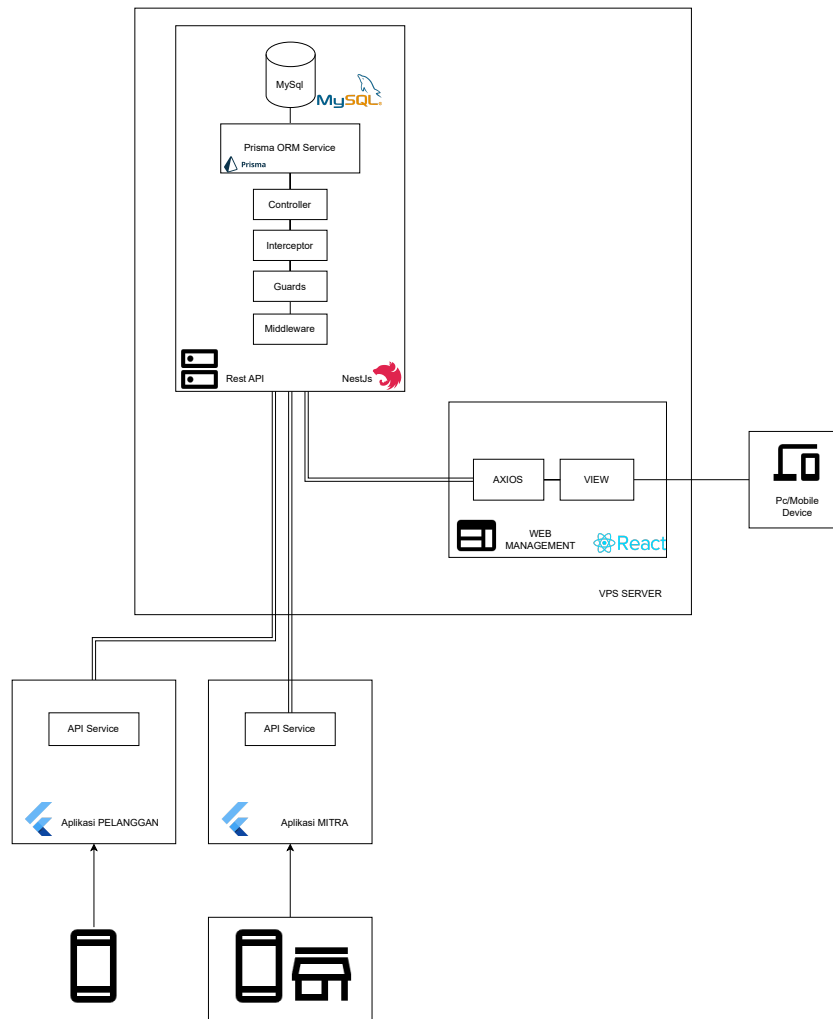 MySql
MySQL®
Prisma ORM Service
Prisma
Controller
Interceptor
Guards
Middleware
Rest API
NestJs
AXIOS
VIEW
WEB
MANAGEMENT
React
Pc/Mobile
Device
VPS SERVER
API Service
API Service
Aplikasi PELANGGAN
Aplikasi MITRA